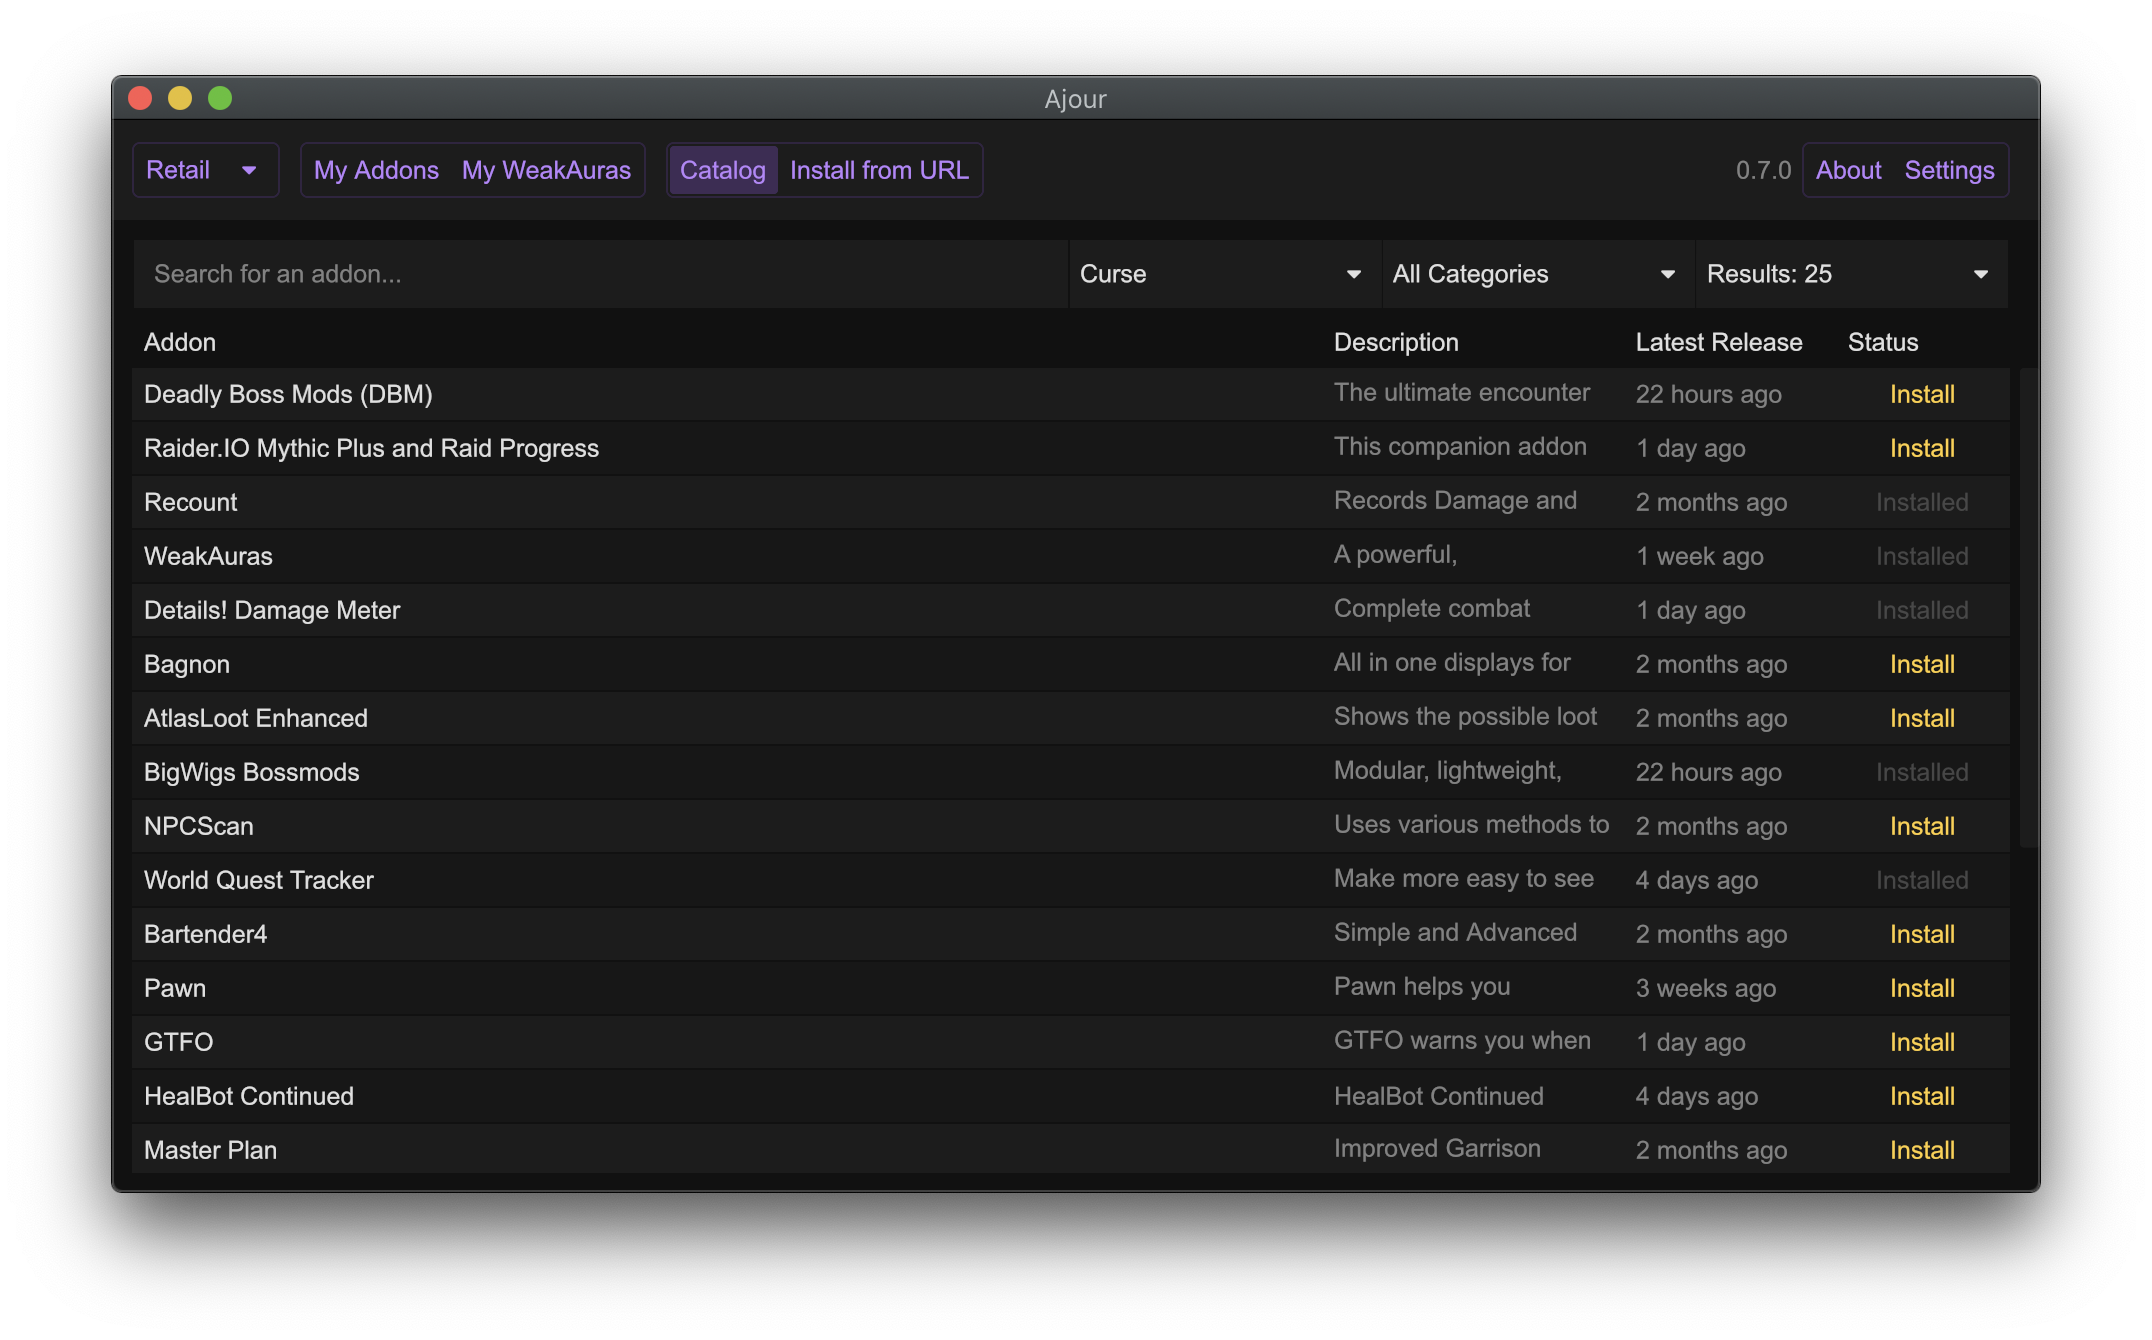 Ajour
Retail My Addons My WeakAuras Catalog Install from URL 0.7.0 About Settings
Search for an addon... Curse All Categories Results: 25
Addon Description Latest Release Status
Deadly Boss Mods (DBM) The ultimate encounter 22 hours ago Install
Raider.IO Mythic Plus and Raid Progress This companion addon 1 day ago Install
Recount Records Damage and 2 months ago Installed
WeakAuras A powerful, 1 week ago Installed
Details! Damage Meter Complete combat 1 day ago Installed
Bagnon All in one displays for 2 months ago Install
AtlasLoot Enhanced Shows the possible loot 2 months ago Install
BigWigs Bossmods Modular, lightweight, 22 hours ago Installed
NPCScan Uses various methods to 2 months ago Install
World Quest Tracker Make more easy to see 4 days ago Installed
Bartender4 Simple and Advanced 2 months ago Install
Pawn Pawn helps you 3 weeks ago Install
GTFO GTFO warns you when 1 day ago Install
HealBot Continued HealBot Continued 4 days ago Install
Master Plan Improved Garrison 2 months ago Install